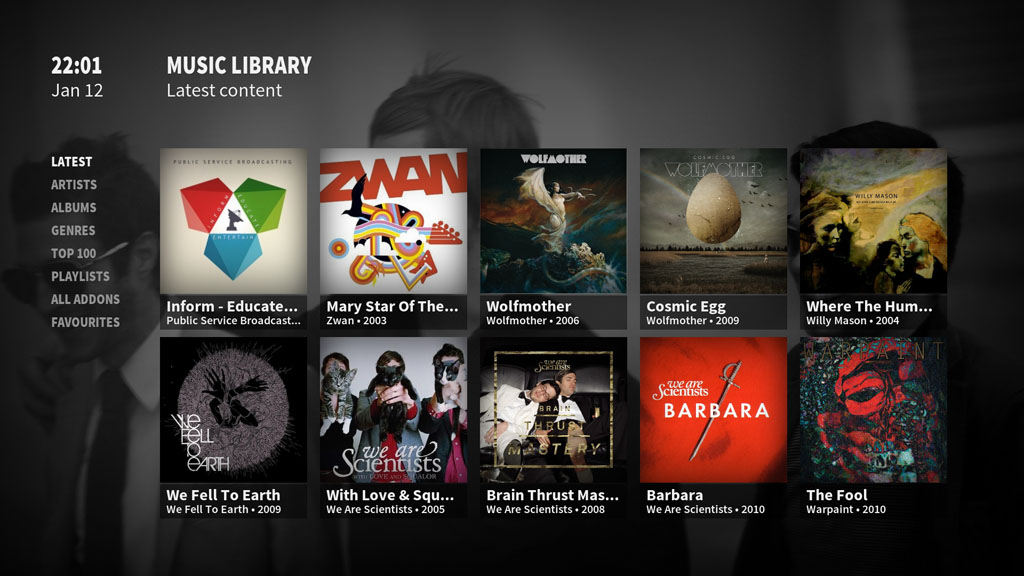 22:01
Jan 12
MUSIC LIBRARY
Latest content
LATEST
ARTISTS
ALBUMS
GENRES
TOP 100
PLAYLISTS
ALL ADDONS
FAVOURITES
PUBLIC SERVICE BROADCASTING
INFORM
EDUCATE
ENTERTAIN
Inform - Educate...
Public Service Broadcast...
ZWAN
Mary Star Of The...
Zwan • 2003
WOLFMOTHER
Wolfmother
Wolfmother • 2006
COSMIC EGG
WOLFMOTHER
Cosmic Egg
Wolfmother • 2009
WILLY MASON
Where The Hum...
Willy Mason • 2004
WE
FELL
TO
EARTH
We Fell To Earth
We Fell To Earth • 2009
we are
Scientists
WITH LOVE AND SQUALOR
With Love & Squ...
We Are Scientists • 2005
we are
Scientists
BRAIN
THRUST
MASTERY
Brain Thrust Mas...
We Are Scientists • 2008
we are
Scientists
BARBARA
Barbara
We Are Scientists • 2010
WARPAINT
The Fool
Warpaint • 2010